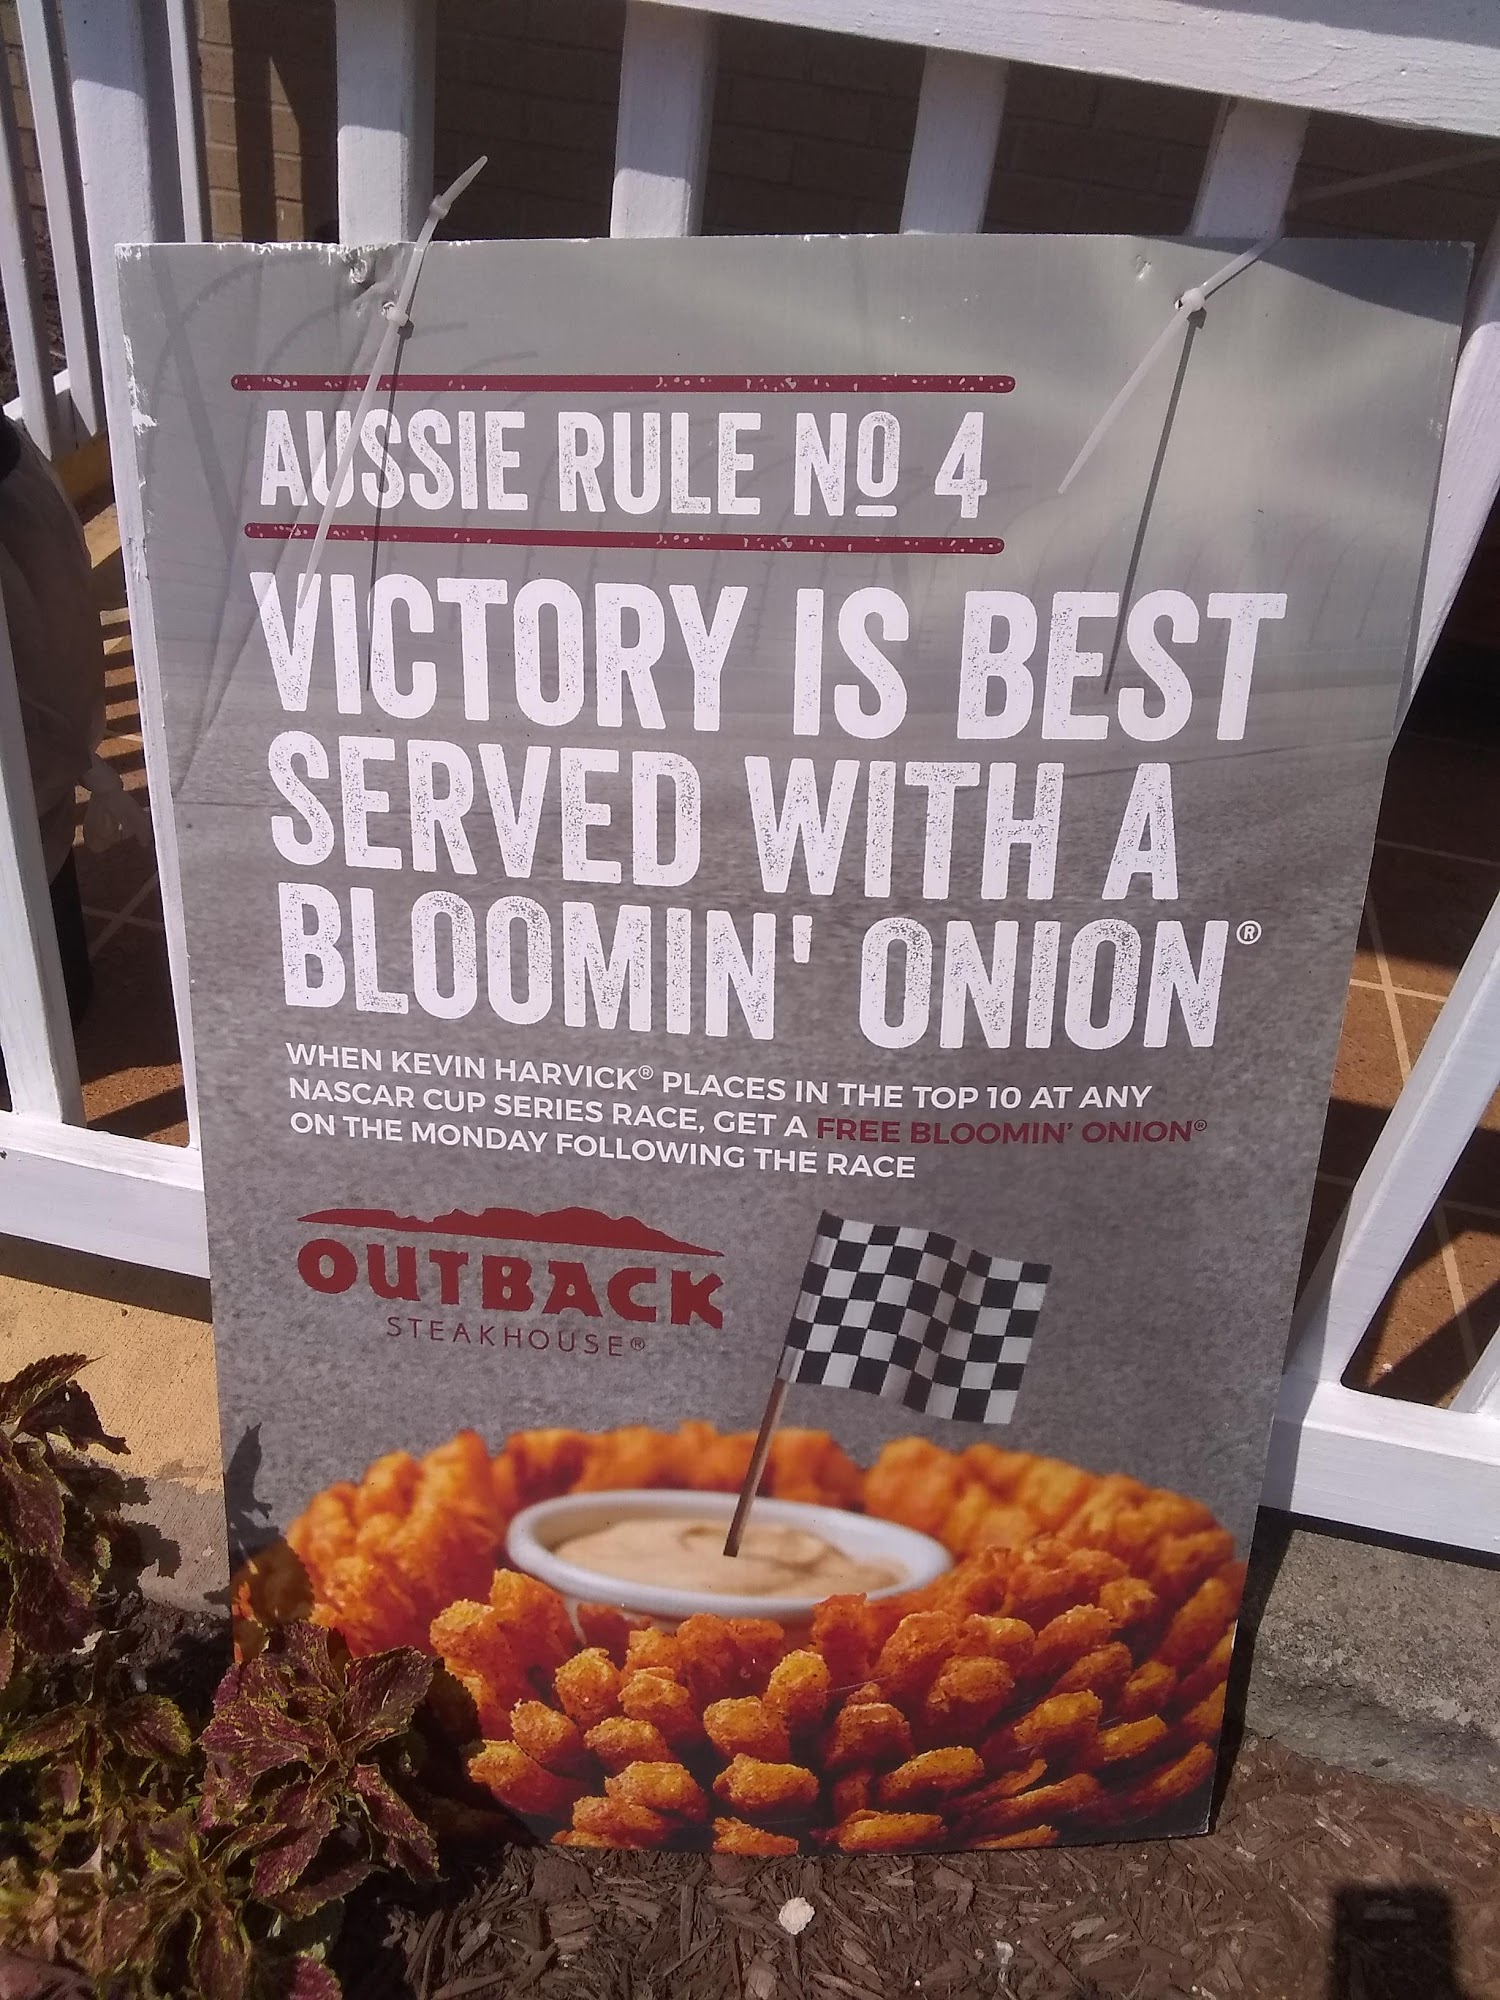 AUSSIE RULE Nº 4
VICTORY IS BEST
SERVED WITH A
BLOOMIN' ONION®
WHEN KEVIN HARVICK® PLACES IN THE TOP 10 AT ANY
NASCAR CUP SERIES RACE, GET A FREE BLOOMIN' ONION®
ON THE MONDAY FOLLOWING THE RACE
OUTBACK
STEAKHOUSE®